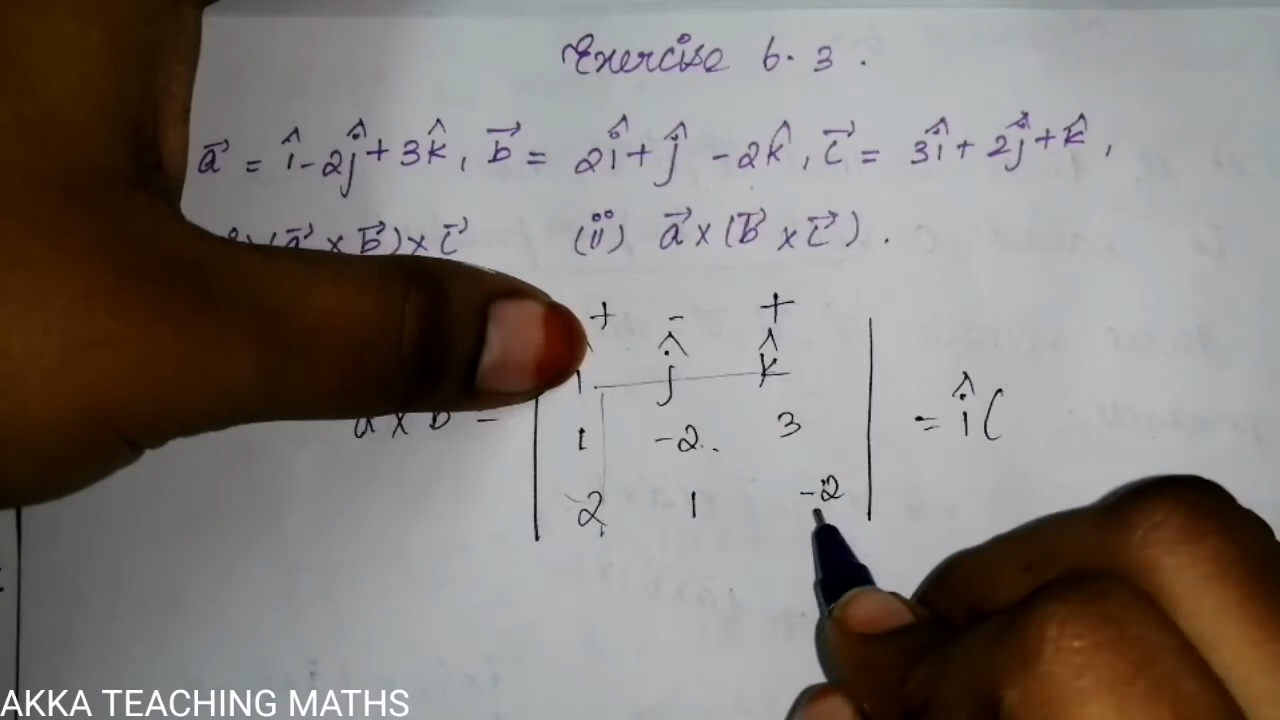 Exercise 6.3.
a⃗ = î - 2ĵ + 3k̂, b⃗ = 2î + ĵ - 2k̂, c⃗ = 3î + 2ĵ + k̂,
(a⃗ × b⃗) × c⃗ (ii) a⃗ × (b⃗ × c⃗).
+ - +
î ĵ k̂
a × b = | 1 -2 3 | = î (
2 1 -2
AKKA TEACHING MATHS